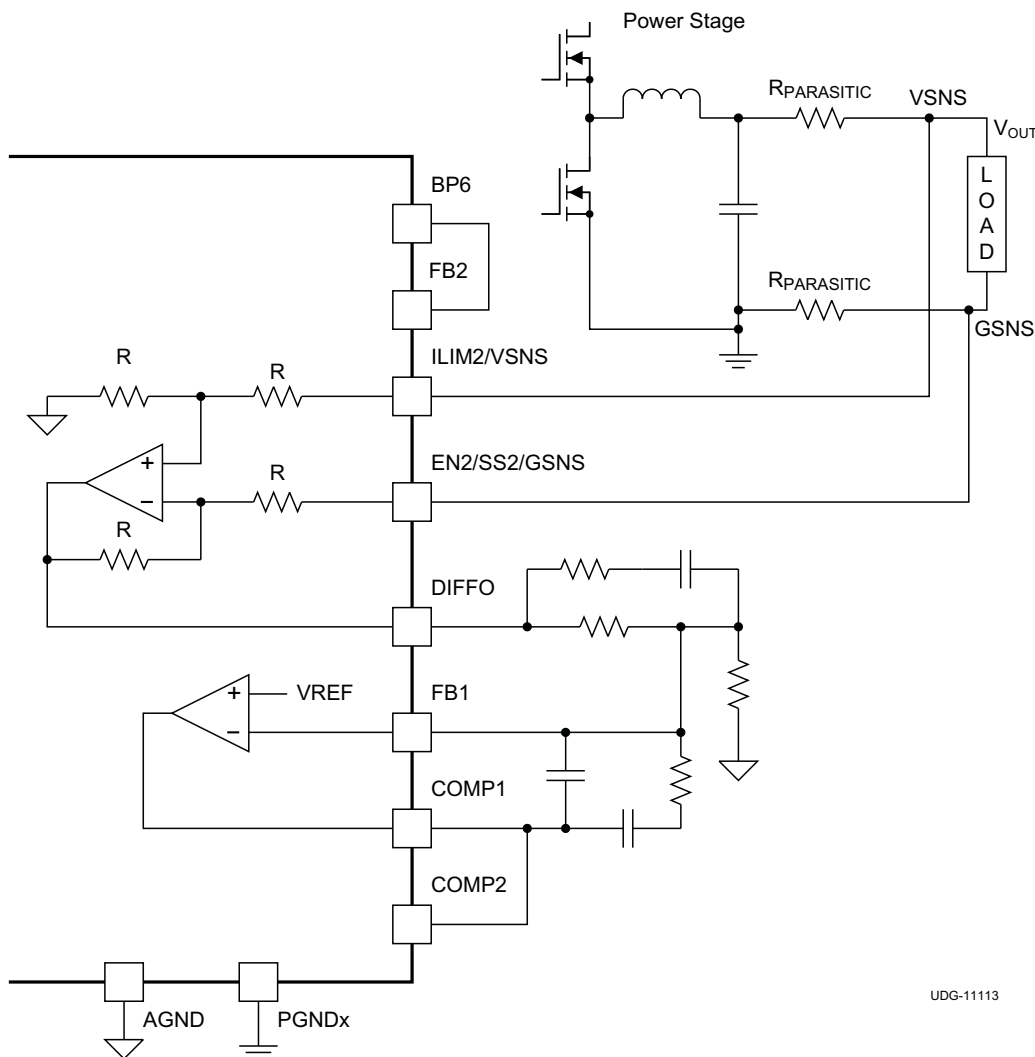 Power Stage
RPARASITIC
VSNS
VOUT
LOAD
BP6
FB2
RPARASITIC
GSNS
ILIM2/VSNS
R
R
+
EN2/SS2/GSNS
−
R
R
DIFFO
+
VREF
FB1
−
COMP1
COMP2
AGND
PGNDx
UDG-11113